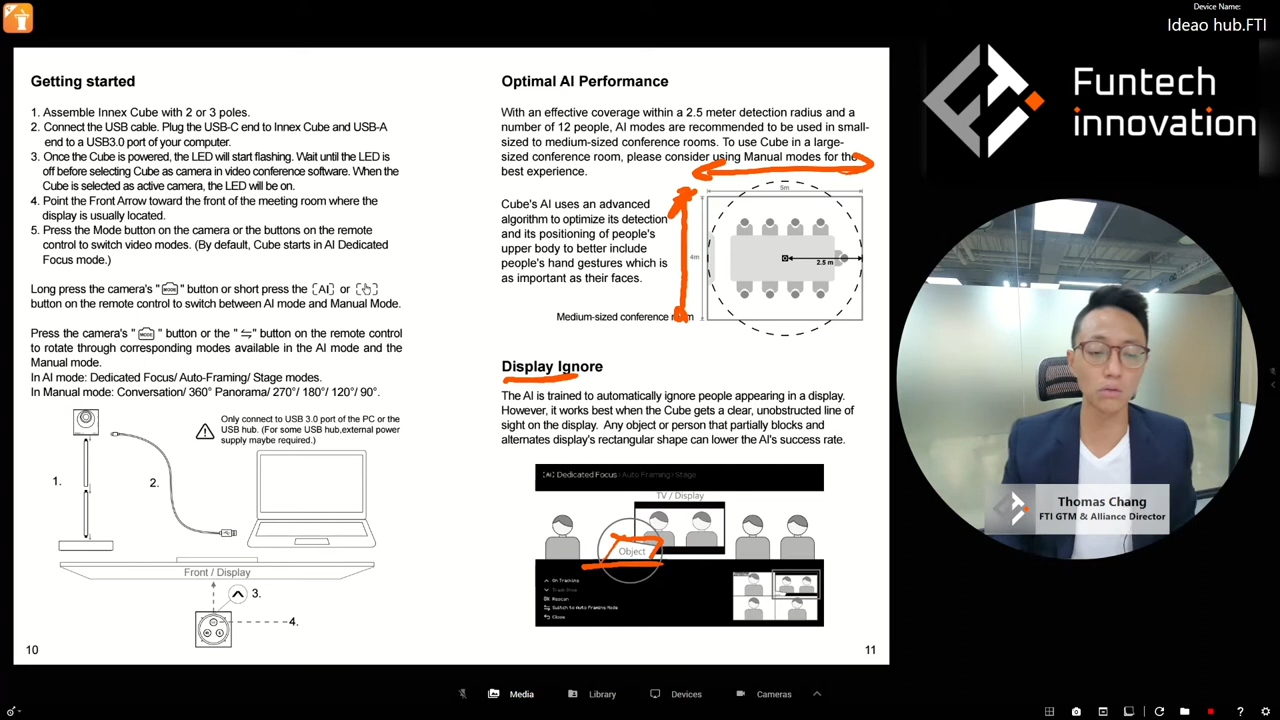 Device Name:
Ideao hub.FTI
Funtech
innovation
Getting started
1. Assemble Innex Cube with 2 or 3 poles.
2. Connect the USB cable. Plug the USB-C end to Innex Cube and USB-A
end to a USB3.0 port of your computer.
3. Once the Cube is powered, the LED will start flashing. Wait until the LED is
off before selecting Cube as camera in video conference software. When the
Cube is selected as active camera, the LED will be on.
4. Point the Front Arrow toward the front of the meeting room where the
display is usually located.
5. Press the Mode button on the camera or the buttons on the remote
control to switch video modes. (By default, Cube starts in AI Dedicated
Focus mode.)
Long press the camera's "MODE" button or short press the [AI] or
button on the remote control to switch between AI mode and Manual Mode.
Press the camera's "MODE" button or the "⇋" button on the remote control
to rotate through corresponding modes available in the AI mode and the
Manual mode.
In AI mode: Dedicated Focus/ Auto-Framing/ Stage modes.
In Manual mode: Conversation/ 360° Panorama/ 270°/ 180°/ 120°/ 90°.
Only connect to USB 3.0 port of the PC or the
USB hub. (For some USB hub,external power
supply maybe required.)
1.
2.
Front / Display
3.
4.
10
Optimal AI Performance
With an effective coverage within a 2.5 meter detection radius and a
number of 12 people, AI modes are recommended to be used in small-
sized to medium-sized conference rooms. To use Cube in a large-
sized conference room, please consider using Manual modes for the
best experience.
Cube's AI uses an advanced
algorithm to optimize its detection
and its positioning of people's
upper body to better include
people's hand gestures which is
as important as their faces.
5m
4m
2.5 m
Medium-sized conference room
Display Ignore
The AI is trained to automatically ignore people appearing in a display.
However, it works best when the Cube gets a clear, unobstructed line of
sight on the display. Any object or person that partially blocks and
alternates display's rectangular shape can lower the AI's success rate.
[AI] Dedicated Focus › Auto Framing › Stage
TV / Display
Object
On Tracking
Rescan
Switch to Auto Framing Mode
Close
11
Thomas Chang
FTI GTM & Alliance Director
Media
Library
Devices
Cameras